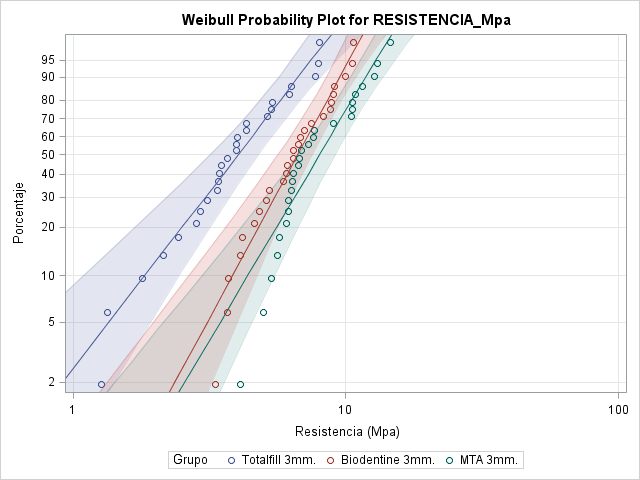 Weibull Probability Plot for RESISTENCIA_Mpa
95
90
80
70
60
50
40
30
20
10
5
2
Porcentaje
1 10 100
Resistencia (Mpa)
Grupo Totalfill 3mm. Biodentine 3mm. MTA 3mm.